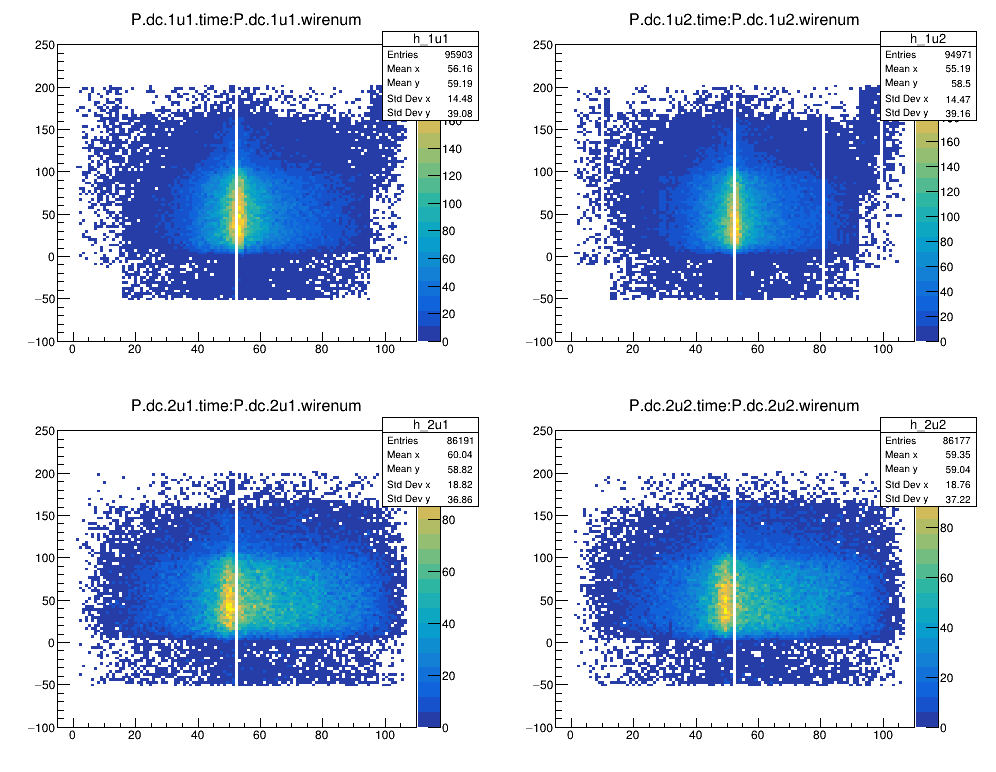 P.dc.1u1.time:P.dc.1u1.wirenum
h_1u1
Entries 95903
Mean x 56.16
Mean y 59.19
Std Dev x 14.48
Std Dev y 39.08
250
200
150
100
50
0
−50
−100
0 20 40 60 80 100
160
140
120
100
80
60
40
20
0
P.dc.1u2.time:P.dc.1u2.wirenum
h_1u2
Entries 94971
Mean x 55.19
Mean y 58.5
Std Dev x 14.47
Std Dev y 39.16
250
200
150
100
50
0
−50
−100
0 20 40 60 80 100
160
140
120
100
80
60
40
20
0
P.dc.2u1.time:P.dc.2u1.wirenum
h_2u1
Entries 86191
Mean x 60.04
Mean y 58.82
Std Dev x 18.82
Std Dev y 36.86
250
200
150
100
50
0
−50
−100
0 20 40 60 80 100
80
60
40
20
0
P.dc.2u2.time:P.dc.2u2.wirenum
h_2u2
Entries 86177
Mean x 59.35
Mean y 59.04
Std Dev x 18.76
Std Dev y 37.22
250
200
150
100
50
0
−50
−100
0 20 40 60 80 100
80
60
40
20
0